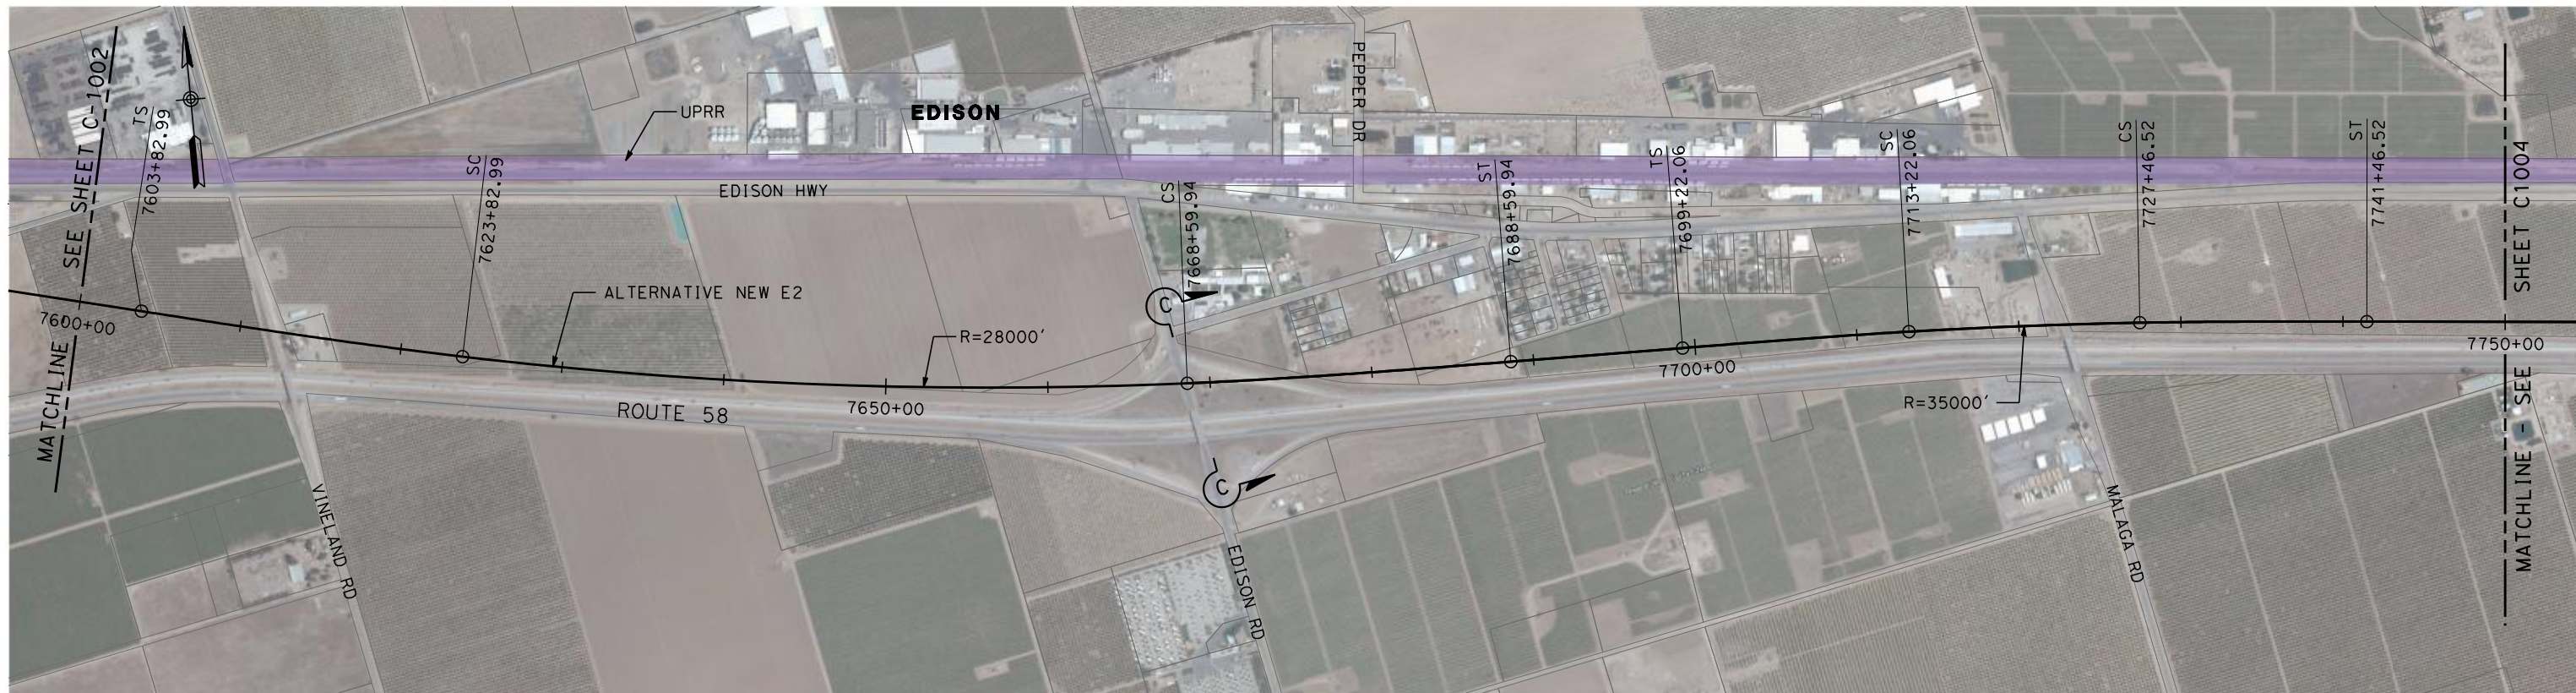 MATCHLINE - SEE SHEET C-1002
TS
7603+82.99
UPRR
EDISON
PEPPPER DR
SC
7623+82.99
EDISON HWY
CS
7668+59.94
ST
7688+59.94
TS
7699+22.06
SC
7713+22.06
CS
7727+46.52
ST
7741+46.52
MATCHLINE - SEE SHEET C1004
7600+00
ALTERNATIVE NEW E2
C
R=28000'
7650+00
7700+00
7750+00
R=35000'
ROUTE 58
C
VINELAND RD
EDISON RD
MALAGA RD